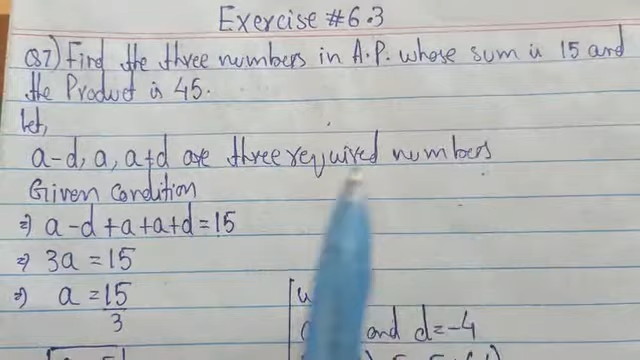 Exercise #6.3
Q7) Find the three numbers in A.P. whose sum is 15 and
the Product is 45.
Let,
a-d, a, a+d are three required numbers
Given Condition
⇒ a-d+a+a+d=15
⇒ 3a = 15
⇒ a = 15/3
and d=-4